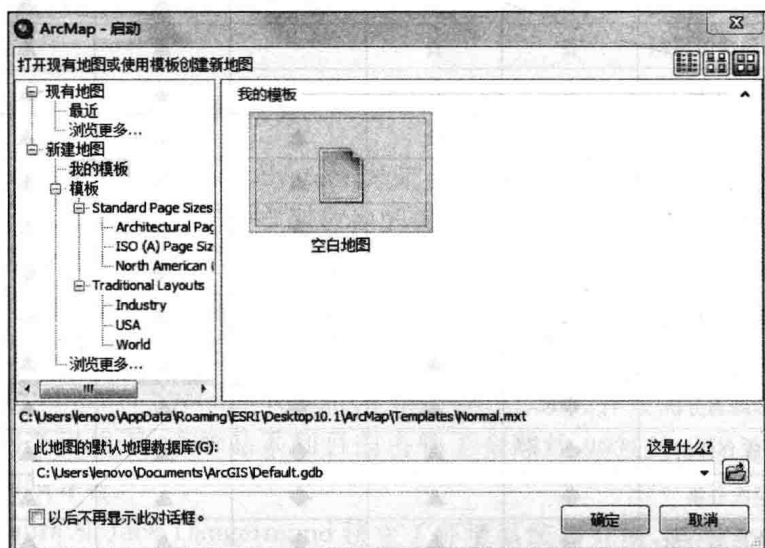 ArcMap - 启动
打开现有地图或使用模板创建新地图
现有地图
最近
浏览更多...
新建地图
我的模板
模板
Standard Page Sizes
Architectural Pag
ISO (A) Page Siz
North American (
Traditional Layouts
Industry
USA
World
浏览更多...
我的模板
空白地图
C:\Users\lenovo\AppData\Roaming\ESRI\Desktop10.1\ArcMap\Templates\Normal.mxt
此地图的默认地理数据库(G):
这是什么?
C:\Users\lenovo\Documents\ArcGIS\Default.gdb
以后不再显示此对话框。
确定
取消